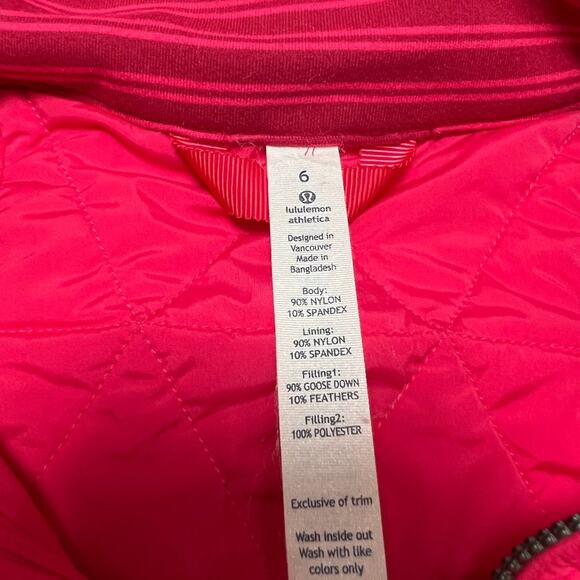 6
lululemon
athletica
Designed in
Vancouver
Made in
Bangladesh
Body:
90% NYLON
10% SPANDEX
Lining:
90% NYLON
10% SPANDEX
Filling1:
90% GOOSE DOWN
10% FEATHERS
Filling2:
100% POLYESTER
Exclusive of trim
Wash inside out
Wash with like
colors only